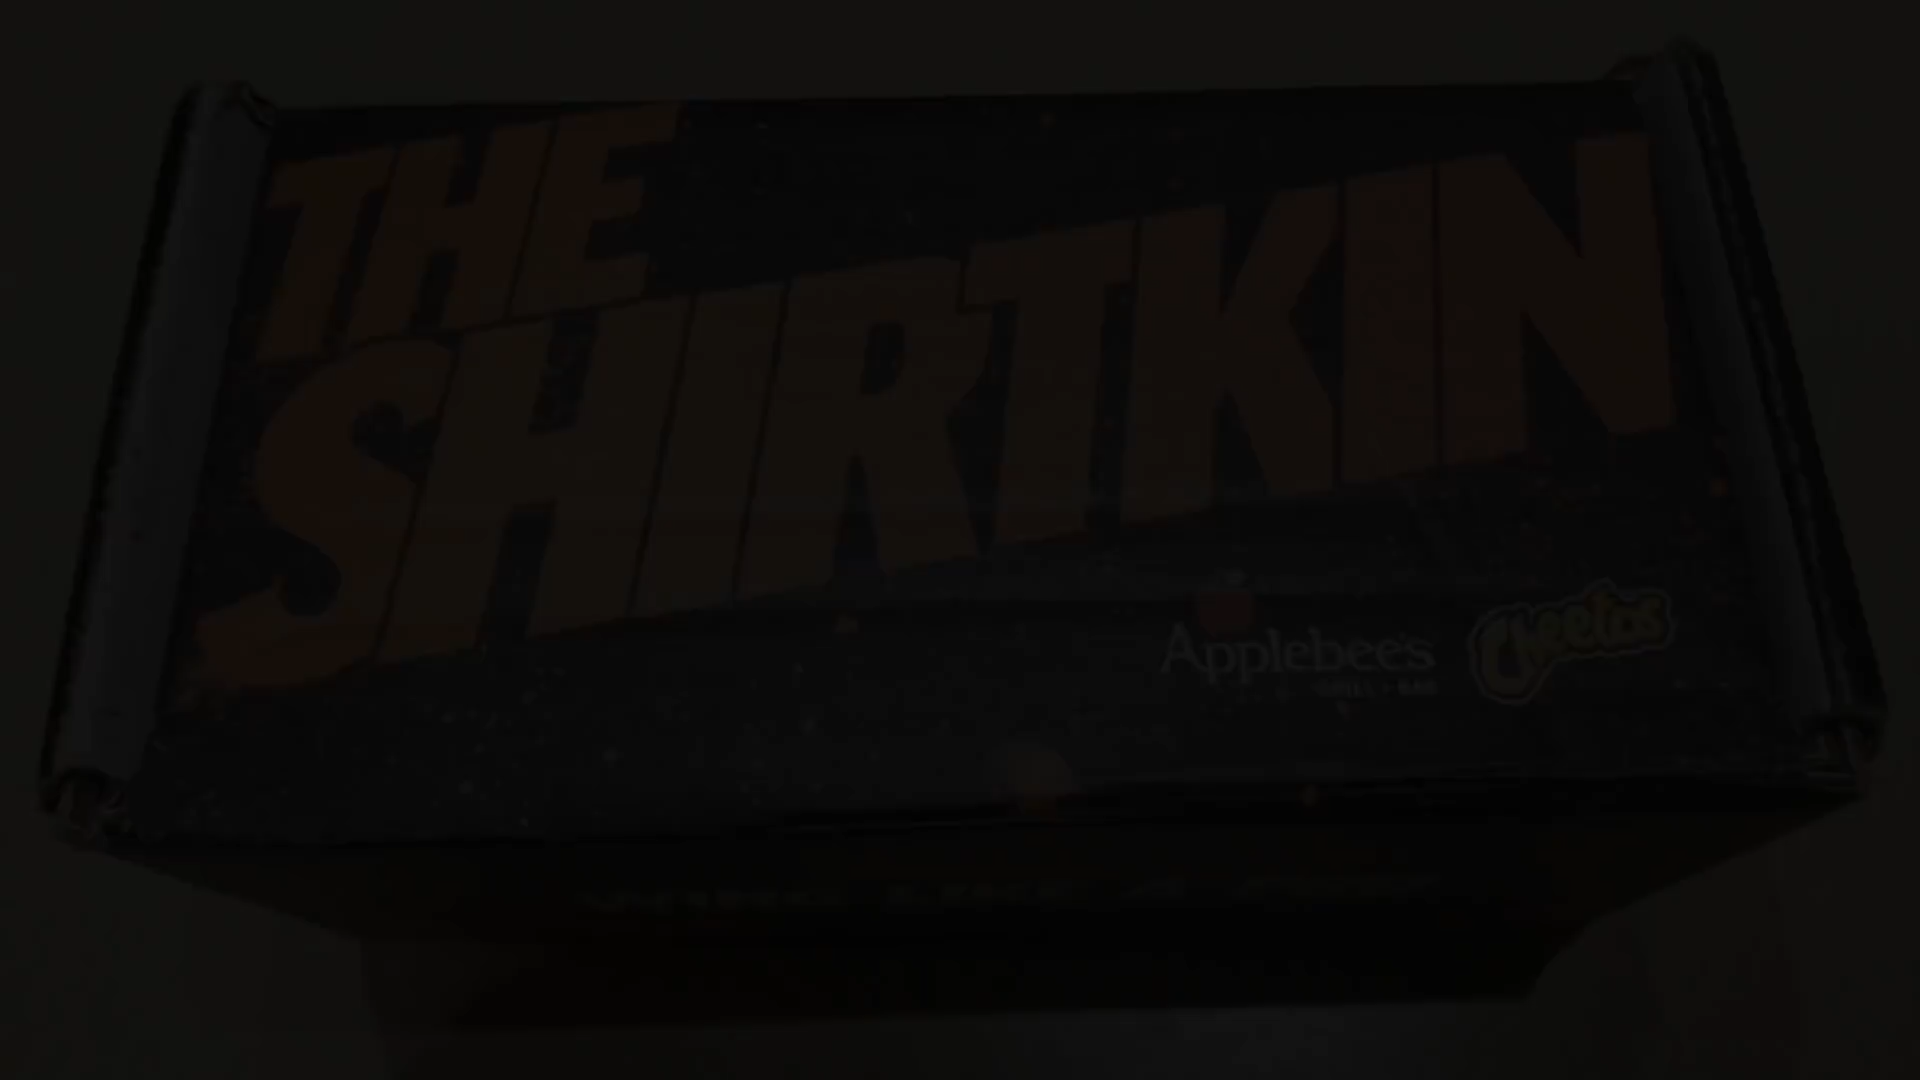 THE
SHIRTKIN
Applebee's
GRILL + BAR
Cheetos